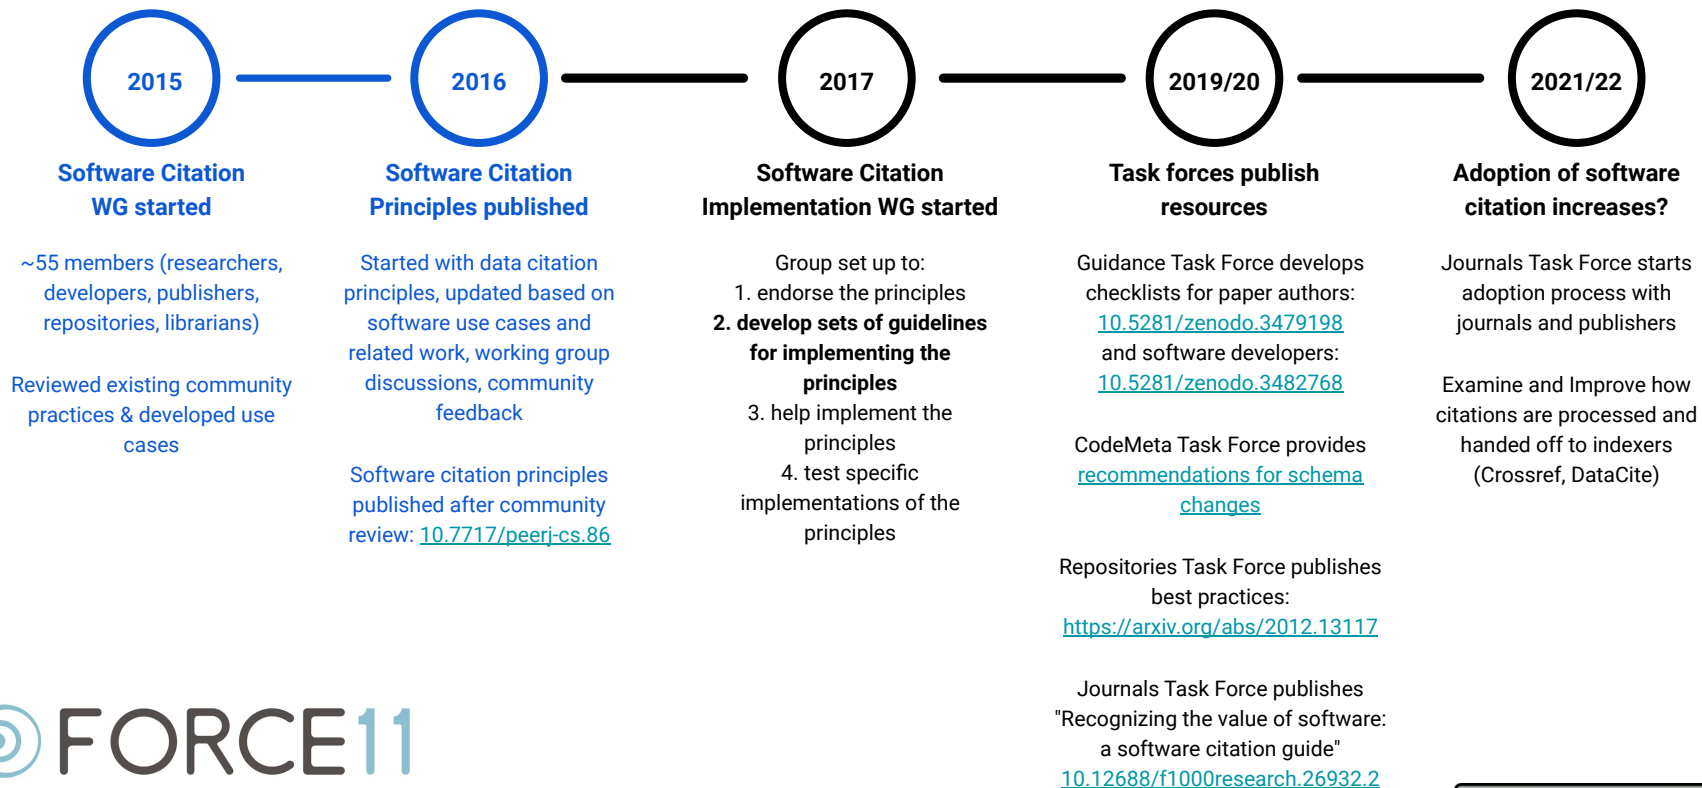 2015
Software Citation
WG started
~55 members (researchers,
developers, publishers,
repositories, librarians)
Reviewed existing community
practices & developed use
cases
2016
Software Citation
Principles published
Started with data citation
principles, updated based on
software use cases and
related work, working group
discussions, community
feedback
Software citation principles
published after community
review: 10.7717/peerj-cs.86
2017
Software Citation
Implementation WG started
Group set up to:
1. endorse the principles
2. develop sets of guidelines
for implementing the
principles
3. help implement the
principles
4. test specific
implementations of the
principles
2019/20
Task forces publish
resources
Guidance Task Force develops
checklists for paper authors:
10.5281/zenodo.3479198
and software developers:
10.5281/zenodo.3482768
CodeMeta Task Force provides
recommendations for schema
changes
Repositories Task Force publishes
best practices:
https://arxiv.org/abs/2012.13117
Journals Task Force publishes
"Recognizing the value of software:
a software citation guide"
10.12688/f1000research.26932.2
2021/22
Adoption of software
citation increases?
Journals Task Force starts
adoption process with
journals and publishers
Examine and Improve how
citations are processed and
handed off to indexers
(Crossref, DataCite)
FORCE11